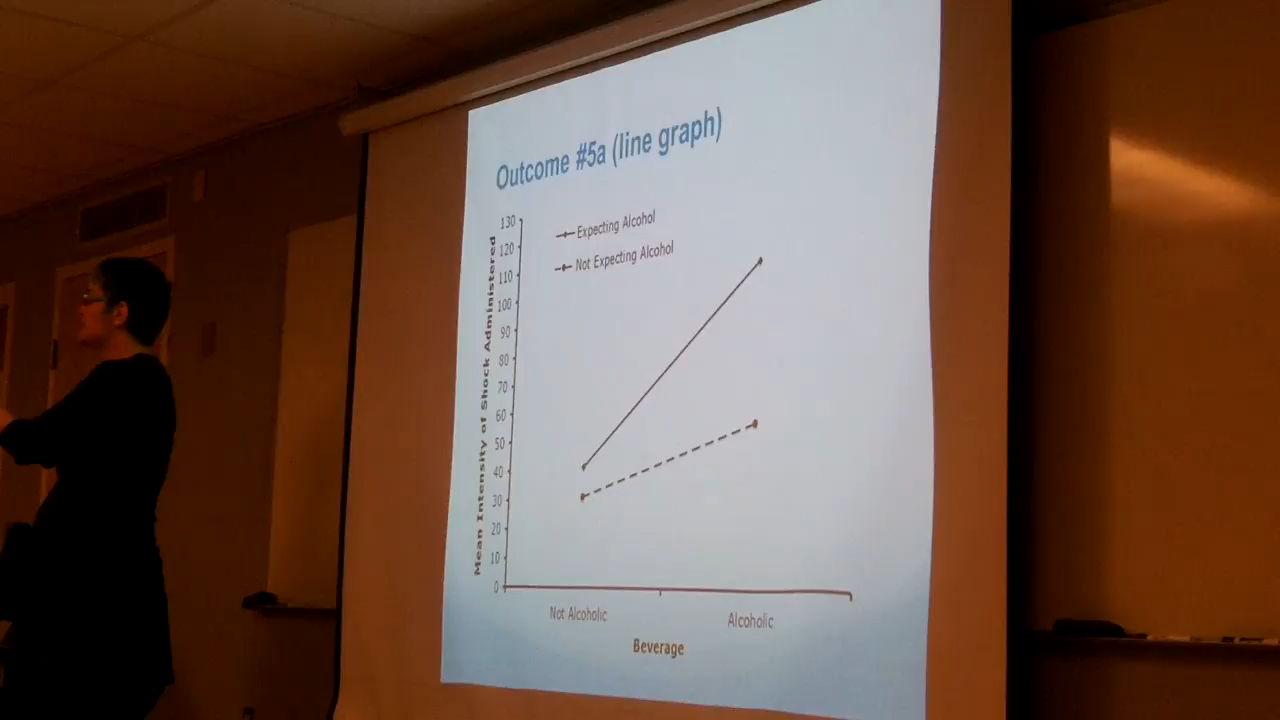 Outcome #5a (line graph)
Expecting Alcohol
Not Expecting Alcohol
Mean Intensity of Shock Administered
130
120
110
100
90
80
70
60
50
40
30
20
10
0
Not Alcoholic
Alcoholic
Beverage